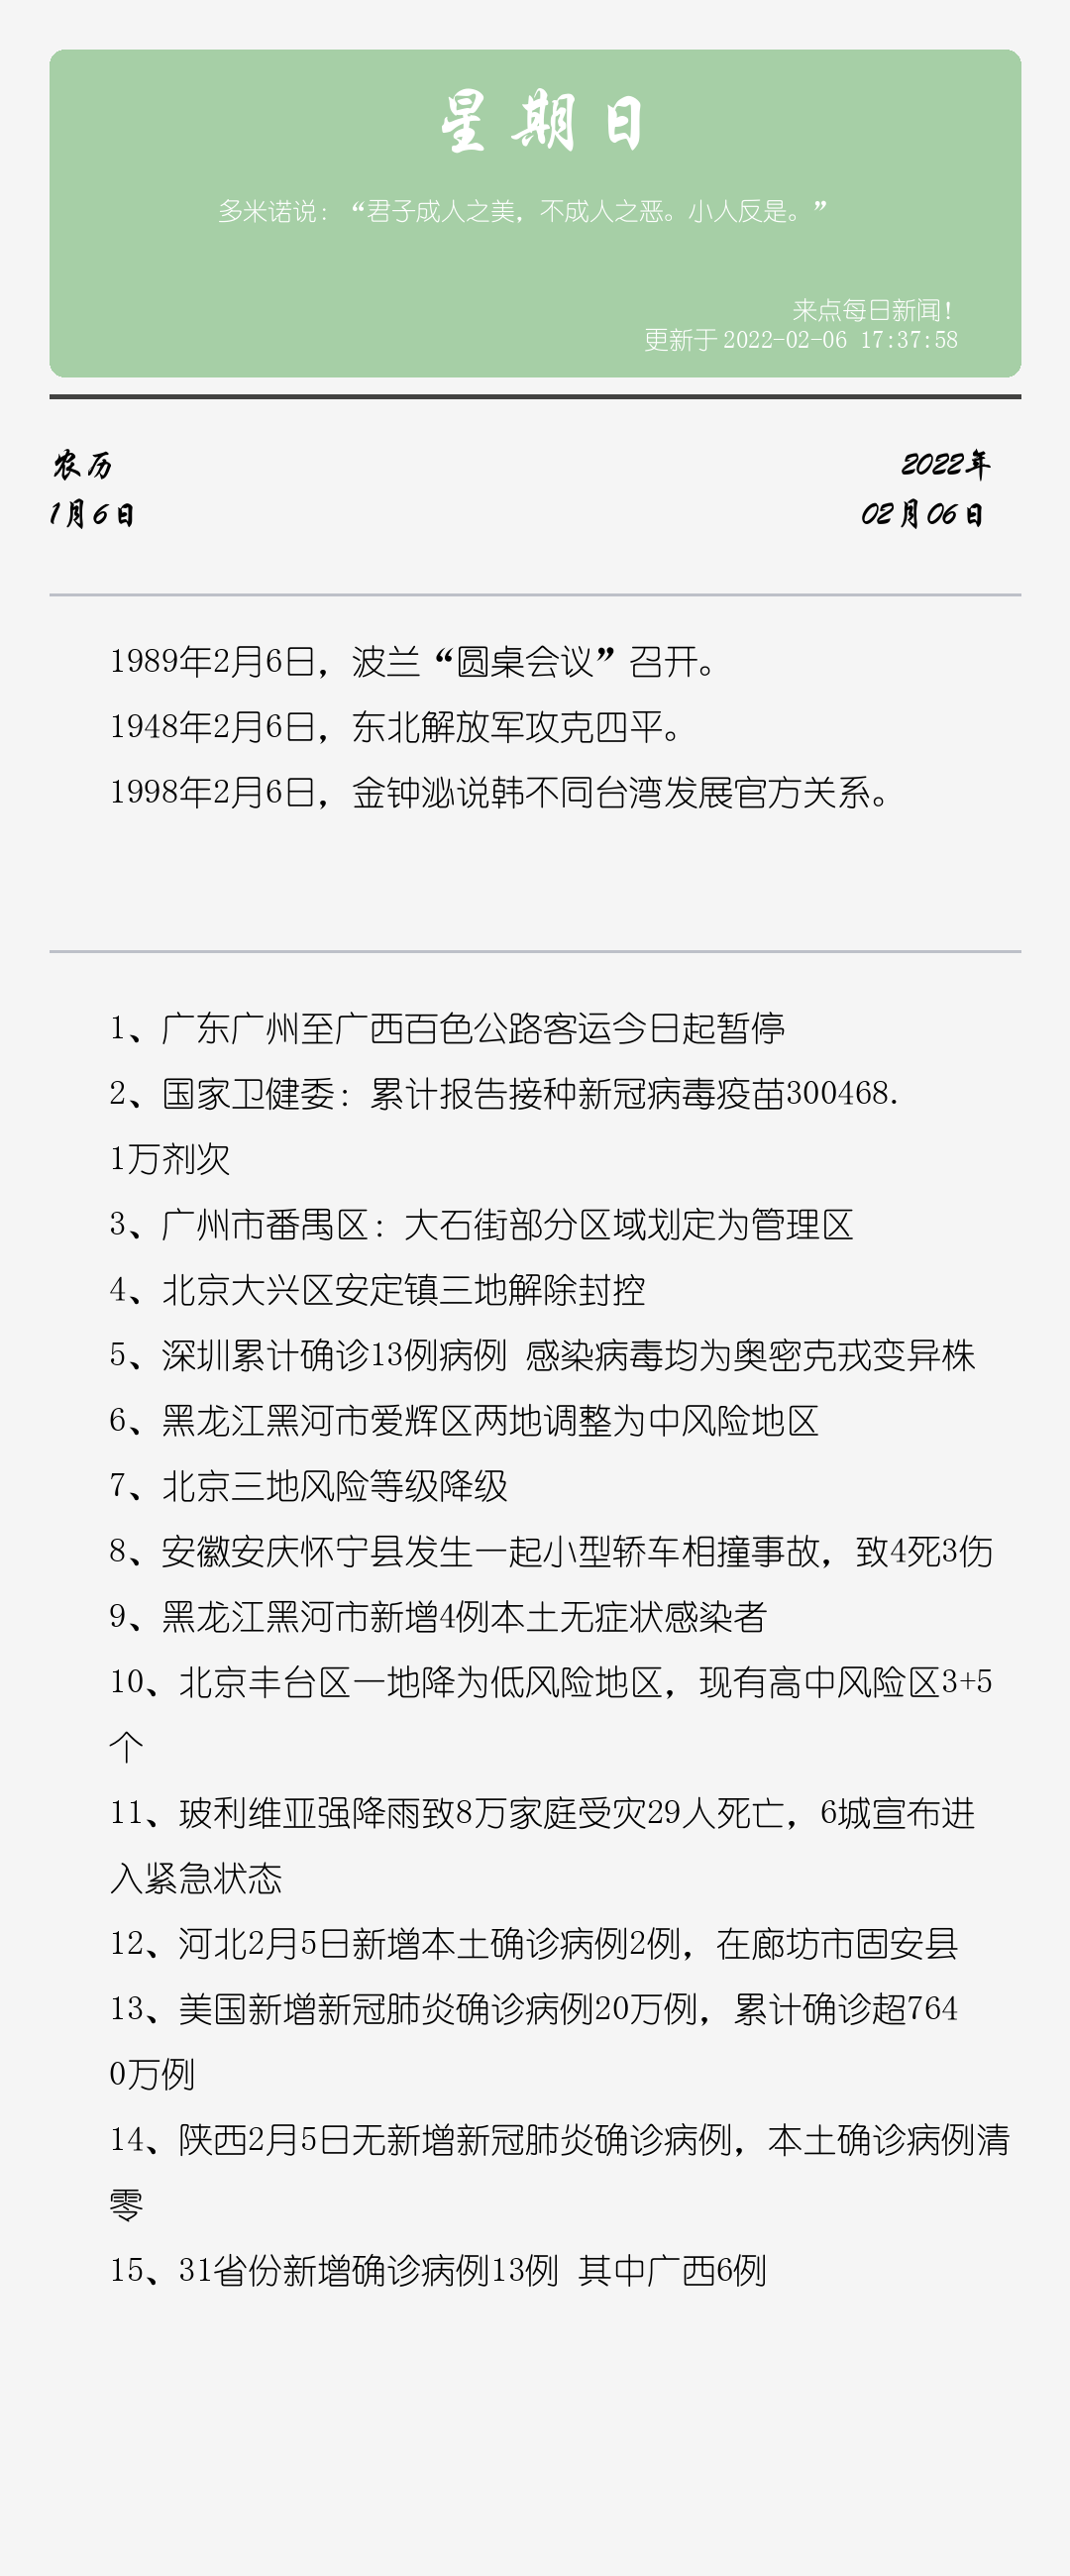 星期日
多米诺说：“君子成人之美，不成人之恶。小人反是。”
来点每日新闻！
更新于 2022-02-06 17:37:58
农历
2022年
1月6日
02月06日
1989年2月6日，波兰“圆桌会议”召开。
1948年2月6日，东北解放军攻克四平。
1998年2月6日，金钟泌说韩不同台湾发展官方关系。
1、广东广州至广西百色公路客运今日起暂停
2、国家卫健委：累计报告接种新冠病毒疫苗300468.
1万剂次
3、广州市番禺区：大石街部分区域划定为管理区
4、北京大兴区安定镇三地解除封控
5、深圳累计确诊13例病例 感染病毒均为奥密克戎变异株
6、黑龙江黑河市爱辉区两地调整为中风险地区
7、北京三地风险等级降级
8、安徽安庆怀宁县发生一起小型轿车相撞事故，致4死3伤
9、黑龙江黑河市新增4例本土无症状感染者
10、北京丰台区一地降为低风险地区，现有高中风险区3+5
个
11、玻利维亚强降雨致8万家庭受灾29人死亡，6城宣布进
入紧急状态
12、河北2月5日新增本土确诊病例2例，在廊坊市固安县
13、美国新增新冠肺炎确诊病例20万例，累计确诊超764
0万例
14、陕西2月5日无新增新冠肺炎确诊病例，本土确诊病例清
零
15、31省份新增确诊病例13例 其中广西6例